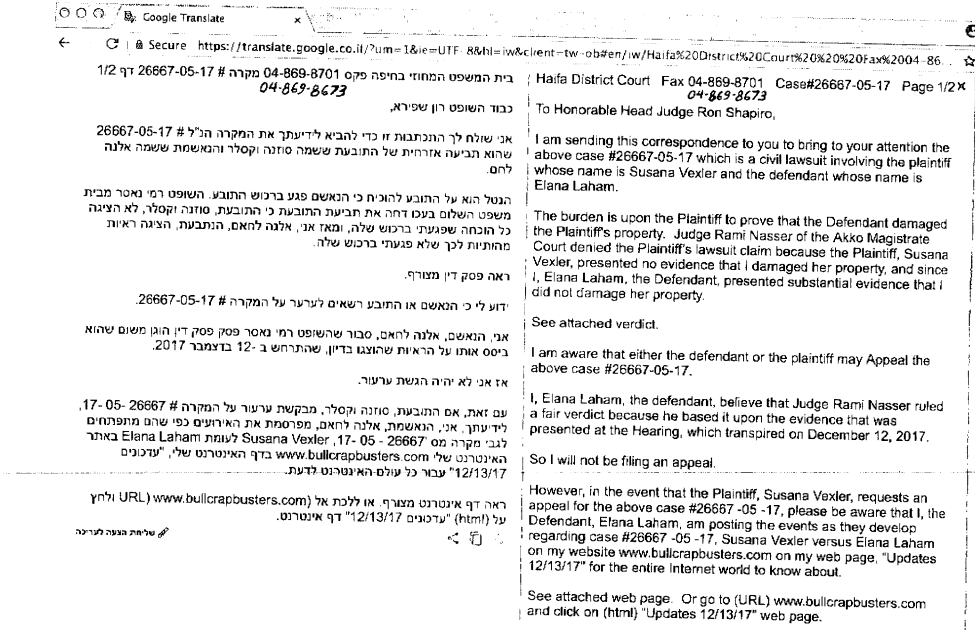 Google Translate ×
Secure https://translate.google.co.il/?um=1&ie=UTF-8&hl=iw&client=tw-ob#en/iw/Haifa%20District%20Court%20%20%20Fax%2004-86...
בית המשפט המחוזי בחיפה פקס 04-869-8701 מקרה # 26667-05-17 דף 1/2
04-869-8673
כבוד השופט רון שפירא,
אני שולח לך התכתבות זו כדי להביא לידיעתך את המקרה הנ"ל # 26667-05-17
שהוא תביעה אזרחית של התובעת ששמה סוזנה וקסלר והנאשמת ששמה אלנה
לחם.
הנטל הוא על התובע להוכיח כי הנאשם פגע ברכוש התובע. השופט רמי נאסר מבית
משפט השלום בעכו דחה את תביעת התובעת כי התובעת, סוזנה וקסלר, לא הציגה
כל הוכחה שפגעתי ברכוש שלה, ומאז אני, אלנה לחאם, הנתבעת, הציגה ראיות
מהותיות לכך שלא פגעתי ברכוש שלה.
ראה פסק דין מצורף.
ידוע לי כי הנאשם או התובע רשאים לערער על המקרה # 26667-05-17.
אני, הנאשם, אלנה לחאם, סבור שהשופט רמי נאסר פסק פסק דין הוגן משום שהוא
ביסס אותו על הראיות שהוצגו בדיון, שהתרחש ב -12 בדצמבר 2017.
אז אני לא יהיה הגשת ערעור.
עם זאת, אם התובעת, סוזנה וקסלר, מבקשת ערעור על המקרה # 26667 -05 -17,
לידיעתך, אני, הנאשמת, אלנה לחאם, מפרסמת את האירועים כפי שהם מתפתחים
לגבי מקרה מס '26667 - 05 -17, Susana Vexler לעומת Elana Laham באתר
האינטרנט שלי www.bullcrapbusters.com בדף האינטרנט שלי, "עדכונים
12/13/17" עבור כל עולם האינטרנט לדעת.
ראה דף אינטרנט מצורף. או ללכת אל (URL) www.bullcrapbusters.com ולחץ
על (html) "עדכונים 12/13/17" דף אינטרנט.
שליחת הצעה לעריכה
Haifa District Court Fax 04-869-8701 Case#26667-05-17 Page 1/2 ×
04-869-8673
To Honorable Head Judge Ron Shapiro,
I am sending this correspondence to you to bring to your attention the
above case #26667-05-17 which is a civil lawsuit involving the plaintiff
whose name is Susana Vexler and the defendant whose name is
Elana Laham.
The burden is upon the Plaintiff to prove that the Defendant damaged
the Plaintiff's property. Judge Rami Nasser of the Akko Magistrate
Court denied the Plaintiff's lawsuit claim because the Plaintiff, Susana
Vexler, presented no evidence that I damaged her property, and since
I, Elana Laham, the Defendant, presented substantial evidence that I
did not damage her property.
See attached verdict.
I am aware that either the defendant or the plaintiff may Appeal the
above case #26667-05-17.
I, Elana Laham, the defendant, believe that Judge Rami Nasser ruled
a fair verdict because he based it upon the evidence that was
presented at the Hearing, which transpired on December 12, 2017.
So I will not be filing an appeal.
However, in the event that the Plaintiff, Susana Vexler, requests an
appeal for the above case #26667 -05 -17, please be aware that I, the
Defendant, Elana Laham, am posting the events as they develop
regarding case #26667 -05 -17, Susana Vexler versus Elana Laham
on my website www.bullcrapbusters.com on my web page, "Updates
12/13/17" for the entire Internet world to know about.
See attached web page. Or go to (URL) www.bullcrapbusters.com
and click on (html) "Updates 12/13/17" web page.